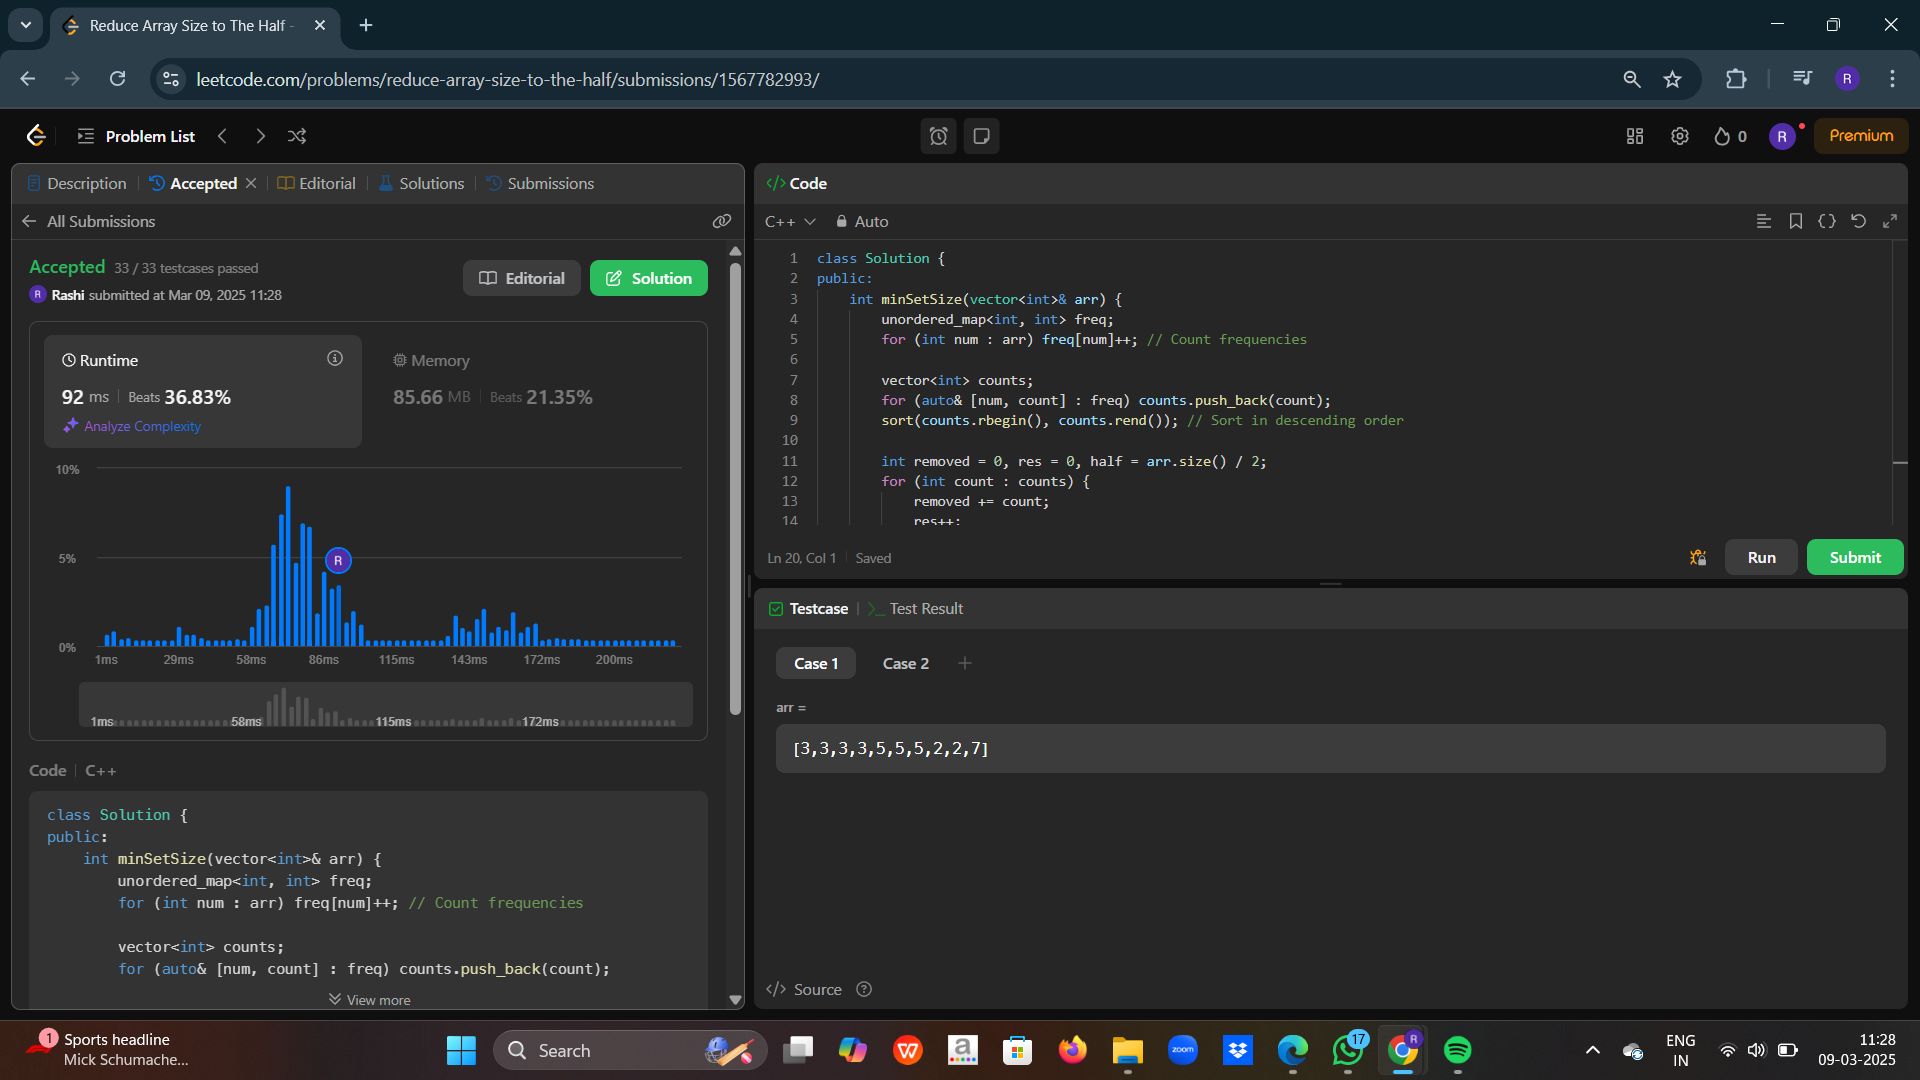 Reduce Array Size to The Half -
leetcode.com/problems/reduce-array-size-to-the-half/submissions/1567782993/
R
Problem List
0
R
Premium
Description
Accepted
Editorial
Solutions
Submissions
All Submissions
Accepted 33 / 33 testcases passed
R Rashi submitted at Mar 09, 2025 11:28
Editorial
Solution
Runtime
92 ms Beats 36.83%
Analyze Complexity
Memory
85.66 MB Beats 21.35%
10%
5%
0%
R
1ms 29ms 58ms 86ms 115ms 143ms 172ms 200ms
1ms 58ms 115ms 172ms
Code C++
class Solution {
public:
    int minSetSize(vector<int>& arr) {
        unordered_map<int, int> freq;
        for (int num : arr) freq[num]++; // Count frequencies

        vector<int> counts;
        for (auto& [num, count] : freq) counts.push_back(count);
View more
</> Code
C++ Auto
1 class Solution {
2 public:
3     int minSetSize(vector<int>& arr) {
4         unordered_map<int, int> freq;
5         for (int num : arr) freq[num]++; // Count frequencies
6
7         vector<int> counts;
8         for (auto& [num, count] : freq) counts.push_back(count);
9         sort(counts.rbegin(), counts.rend()); // Sort in descending order
10
11         int removed = 0, res = 0, half = arr.size() / 2;
12         for (int count : counts) {
13             removed += count;
14             res++;
Ln 20, Col 1 Saved
Run
Submit
Testcase
>_ Test Result
Case 1 Case 2 +
arr =
[3,3,3,3,5,5,5,2,2,7]
</> Source ?
1
Sports headline
Mick Schumache...
Search
zoom
17
R
ENG
IN
11:28
09-03-2025